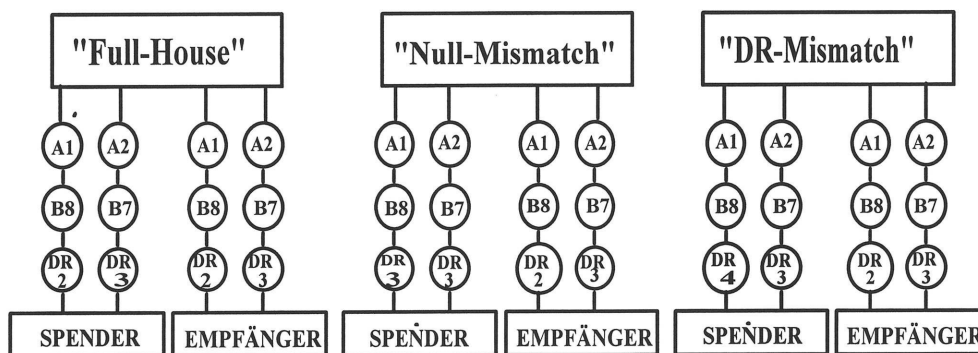 "Full-House" "Null-Mismatch" "DR-Mismatch"
A1 A2 A1 A2 A1 A2 A1 A2 A1 A2 A1 A2
B8 B7 B8 B7 B8 B7 B8 B7 B8 B7 B8 B7
DR DR DR DR DR DR DR DR DR DR DR DR
2 3 2 3 3 3 2 3 4 3 2 3
SPENDER EMPFÄNGER SPENDER EMPFÄNGER SPENDER EMPFÄNGER